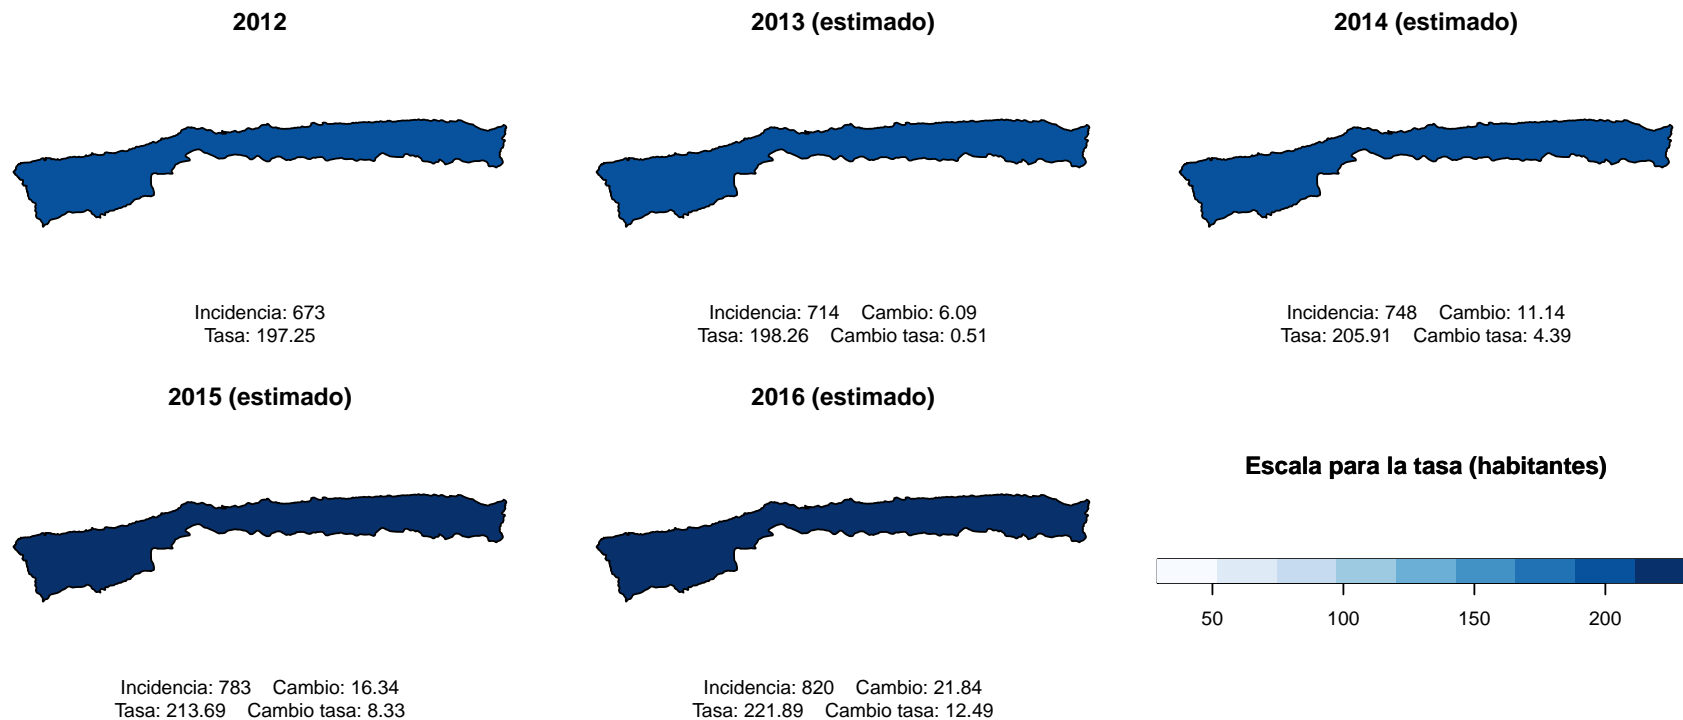 2012
Incidencia: 673
Tasa: 197.25
2013 (estimado)
Incidencia: 714 Cambio: 6.09
Tasa: 198.26 Cambio tasa: 0.51
2014 (estimado)
Incidencia: 748 Cambio: 11.14
Tasa: 205.91 Cambio tasa: 4.39
2015 (estimado)
Incidencia: 783 Cambio: 16.34
Tasa: 213.69 Cambio tasa: 8.33
2016 (estimado)
Incidencia: 820 Cambio: 21.84
Tasa: 221.89 Cambio tasa: 12.49
Escala para la tasa (habitantes)
50 100 150 200